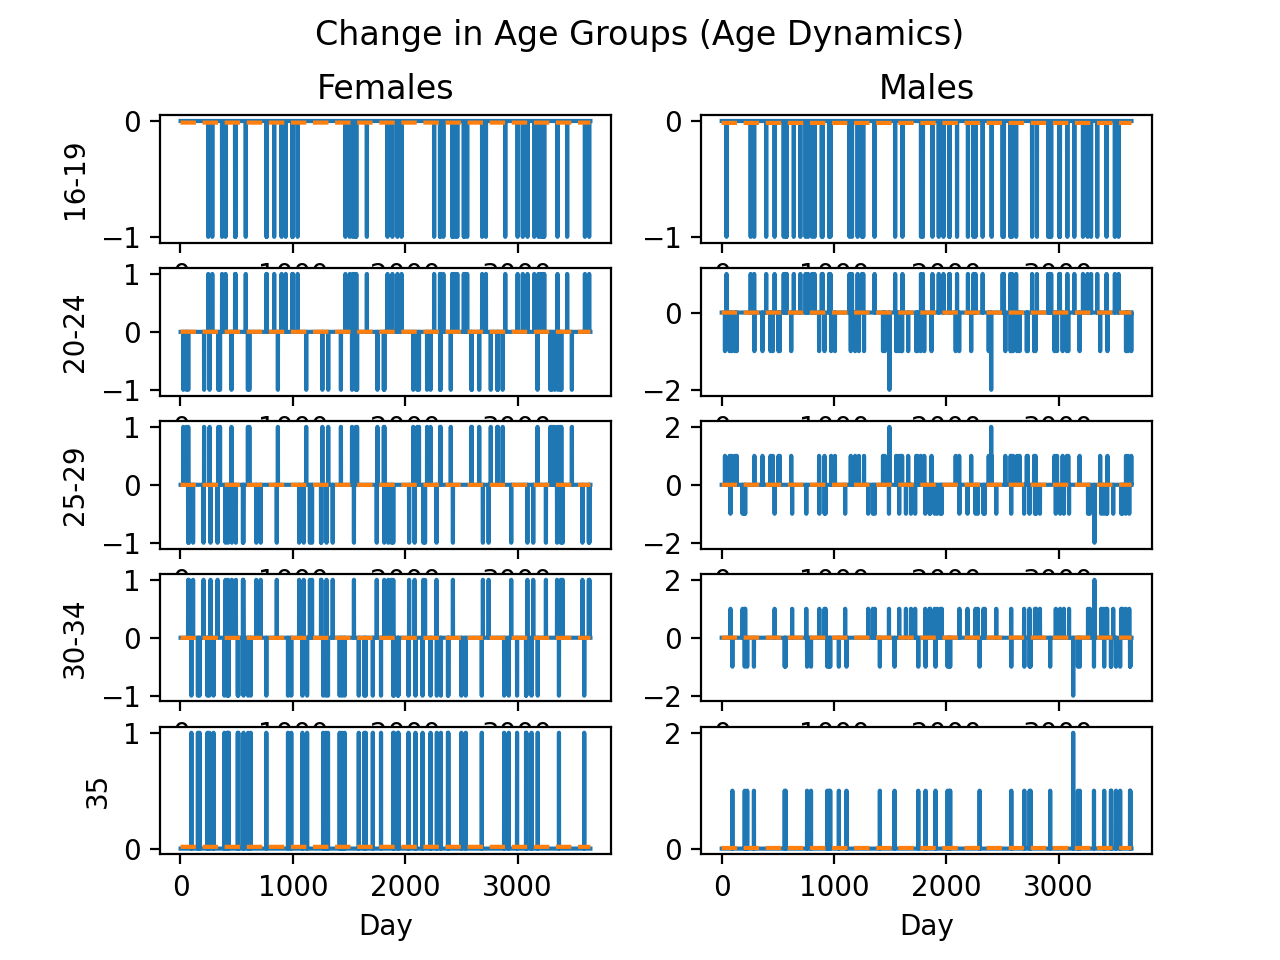 Change in Age Groups (Age Dynamics)
Females Males
16-19 0 −1 0 −1
20-24 1 0 −1 0 −2
25-29 1 0 −1 2 0 −2
30-34 1 0 −1 2 0 −2
35 1 0 2 0
0 1000 2000 3000 0 1000 2000 3000
Day Day